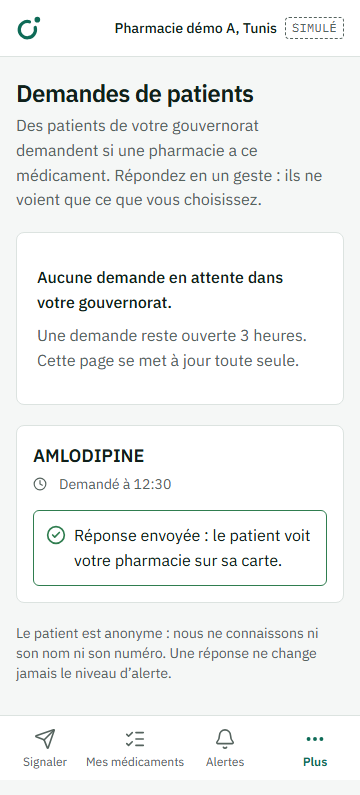 Pharmacie démo A, Tunis SIMULÉ
Demandes de patients
Des patients de votre gouvernorat
demandent si une pharmacie a ce
médicament. Répondez en un geste : ils ne
voient que ce que vous choisissez.
Aucune demande en attente dans
votre gouvernorat.
Une demande reste ouverte 3 heures.
Cette page se met à jour toute seule.
AMLODIPINE
Demandé à 12:30
Réponse envoyée : le patient voit
votre pharmacie sur sa carte.
Le patient est anonyme : nous ne connaissons ni
son nom ni son numéro. Une réponse ne change
jamais le niveau d’alerte.
Signaler Mes médicaments Alertes Plus